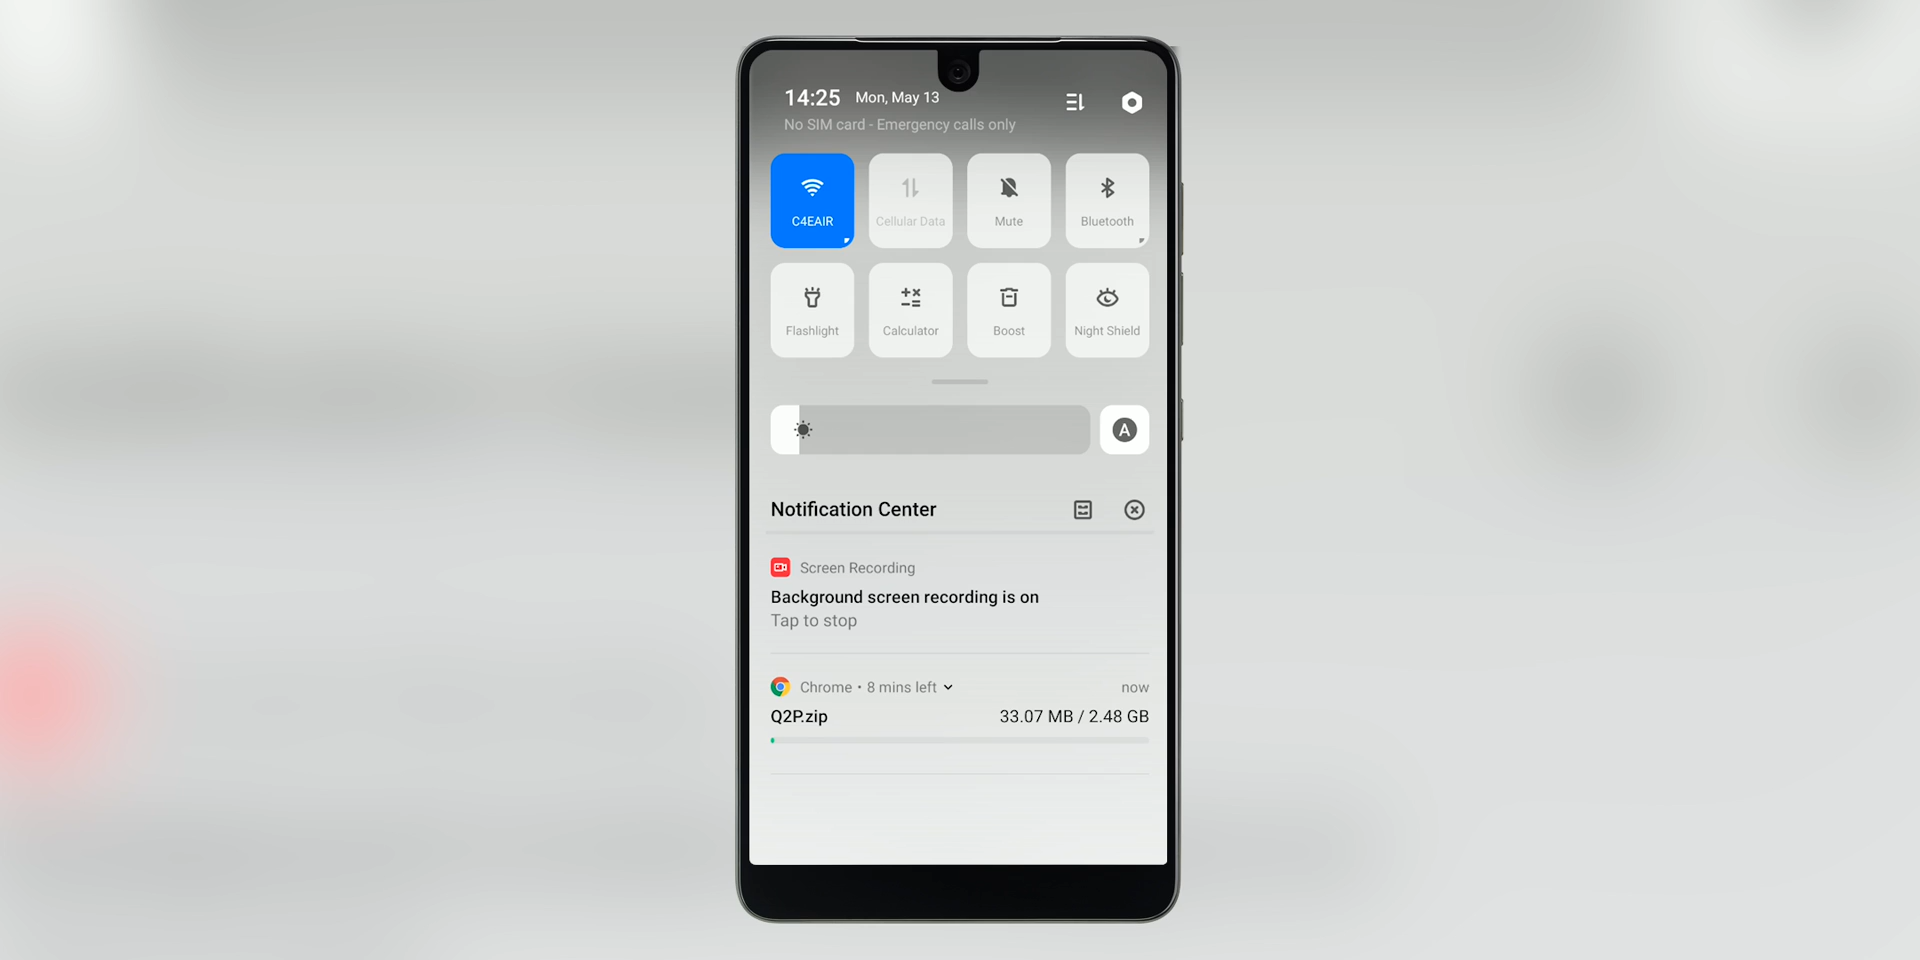 14:25 Mon, May 13
No SIM card - Emergency calls only
C4EAIR Cellular Data Mute Bluetooth
Flashlight Calculator Boost Night Shield
A
Notification Center
Screen Recording
Background screen recording is on
Tap to stop
Chrome • 8 mins left now
Q2P.zip 33.07 MB / 2.48 GB